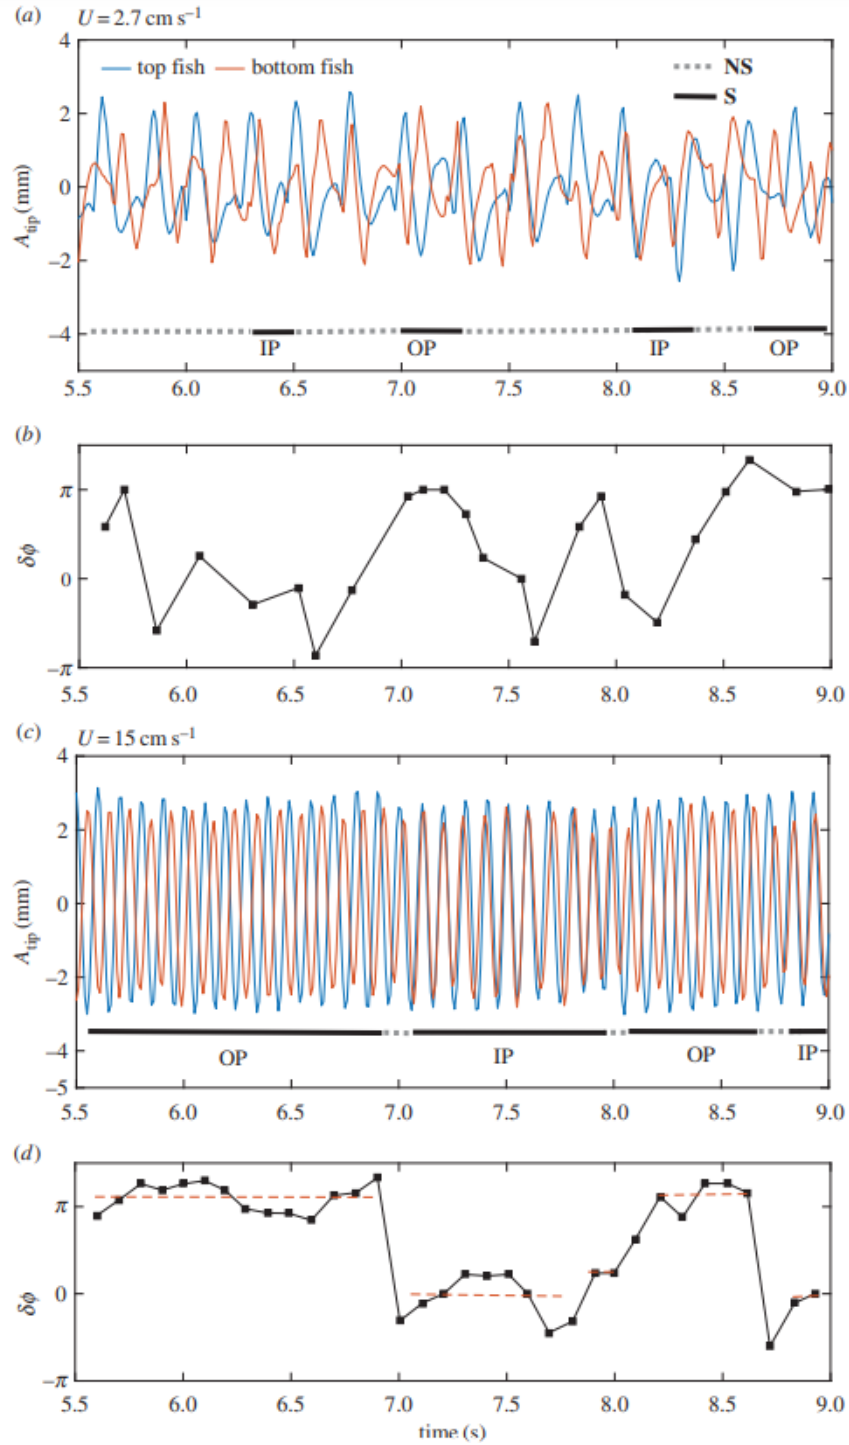 (a) U = 2.7 cm s⁻¹
4
top fish bottom fish NS
S
2
0
A_tip (mm)
−2
−4
IP OP IP OP
5.5 6.0 6.5 7.0 7.5 8.0 8.5 9.0
(b)
π
δϕ
0
−π
5.5 6.0 6.5 7.0 7.5 8.0 8.5 9.0
(c) U = 15 cm s⁻¹
4
2
0
A_tip (mm)
−2
−4
OP IP OP IP
−5
5.5 6.0 6.5 7.0 7.5 8.0 8.5 9.0
(d)
π
δϕ
0
−π
5.5 6.0 6.5 7.0 7.5 8.0 8.5 9.0
time (s)